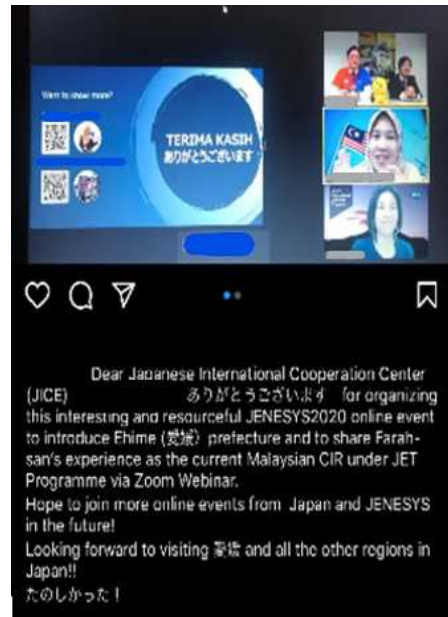 Want to know more?
TERIMA KASIH
ありがとうございます
Dear Japanese International Cooperation Center
(JICE) ありがとうございます for organizing
this interesting and resourceful JENESYS2020 online event
to introduce Ehime (愛媛) prefecture and to share Farah-
san's experience as the current Malaysian CIR under JET
Programme via Zoom Webinar.
Hope to join more online events from Japan and JENESYS
in the future!
Looking forward to visiting 愛媛 and all the other regions in
Japan!!
たのしかった！